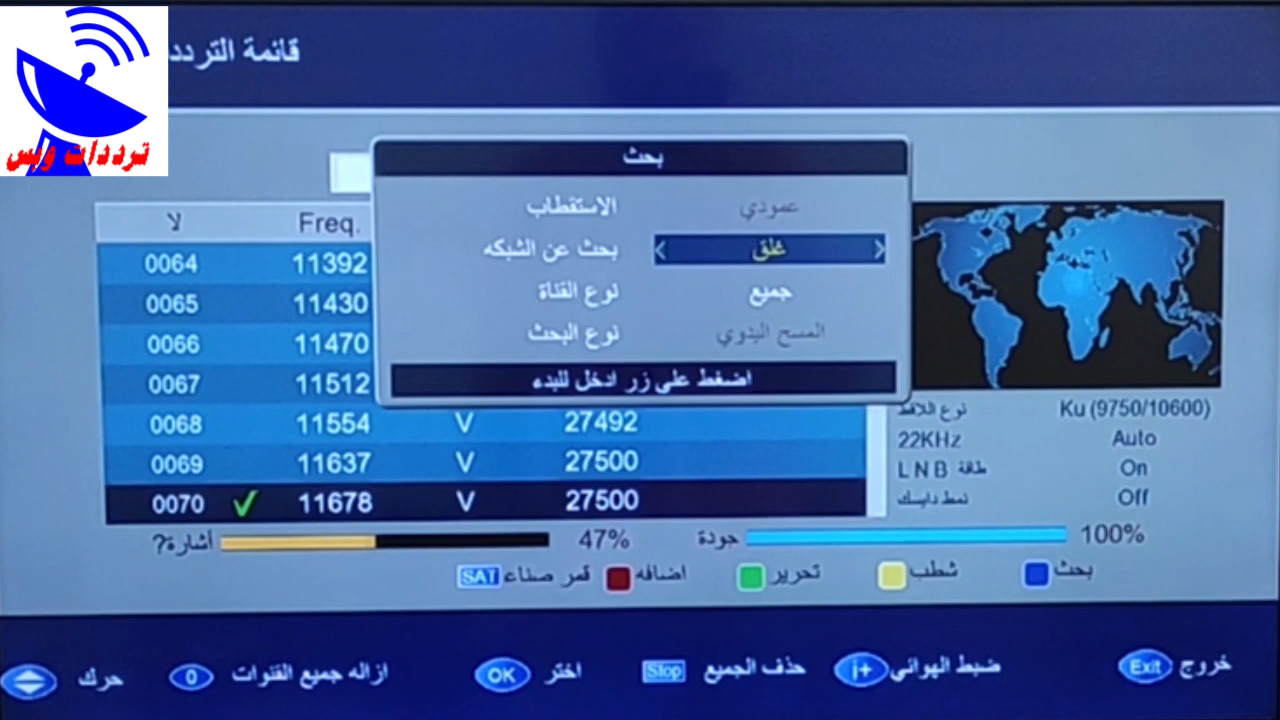 قائمة التردد
ترددات ويس
بحث
الاستقطاب عمودي
بحث عن الشبكه غلق
نوع القناة جميع
نوع البحث المسح اليدوي
اضغط على زر ادخل للبدء
لا Freq.
0064 11392
0065 11430
0066 11470
0067 11512
0068 11554 V 27492
0069 11637 V 27500
0070 11678 V 27500
نوع اللاقط Ku (9750/10600)
22KHz Auto
طاقة LNB On
نمط دايسك Off
أشارة? 47% جودة 100%
SAT قمر صناعء اضافه تحرير شطب بحث
حرك 0 ازاله جميع القنوات OK اختر Stop حذف الجميع i+ ضبط الهوائي Exit خروج